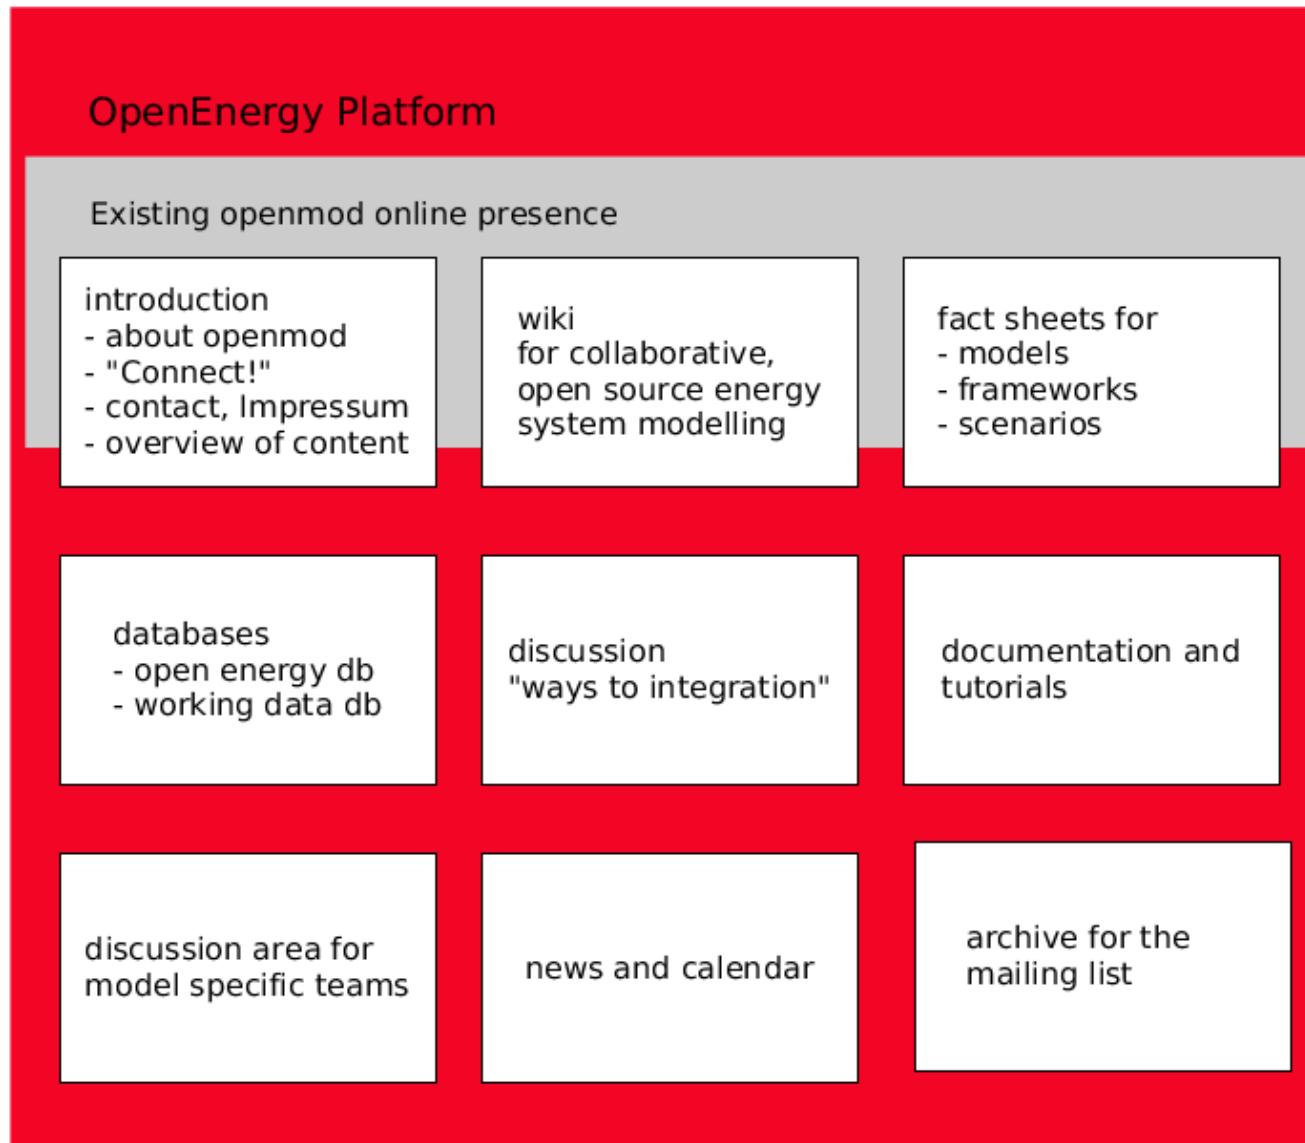 OpenEnergy Platform
Existing openmod online presence
introduction
- about openmod
- "Connect!"
- contact, Impressum
- overview of content
wiki
for collaborative,
open source energy
system modelling
fact sheets for
- models
- frameworks
- scenarios
databases
- open energy db
- working data db
discussion
"ways to integration"
documentation and
tutorials
discussion area for
model specific teams
news and calendar
archive for the
mailing list